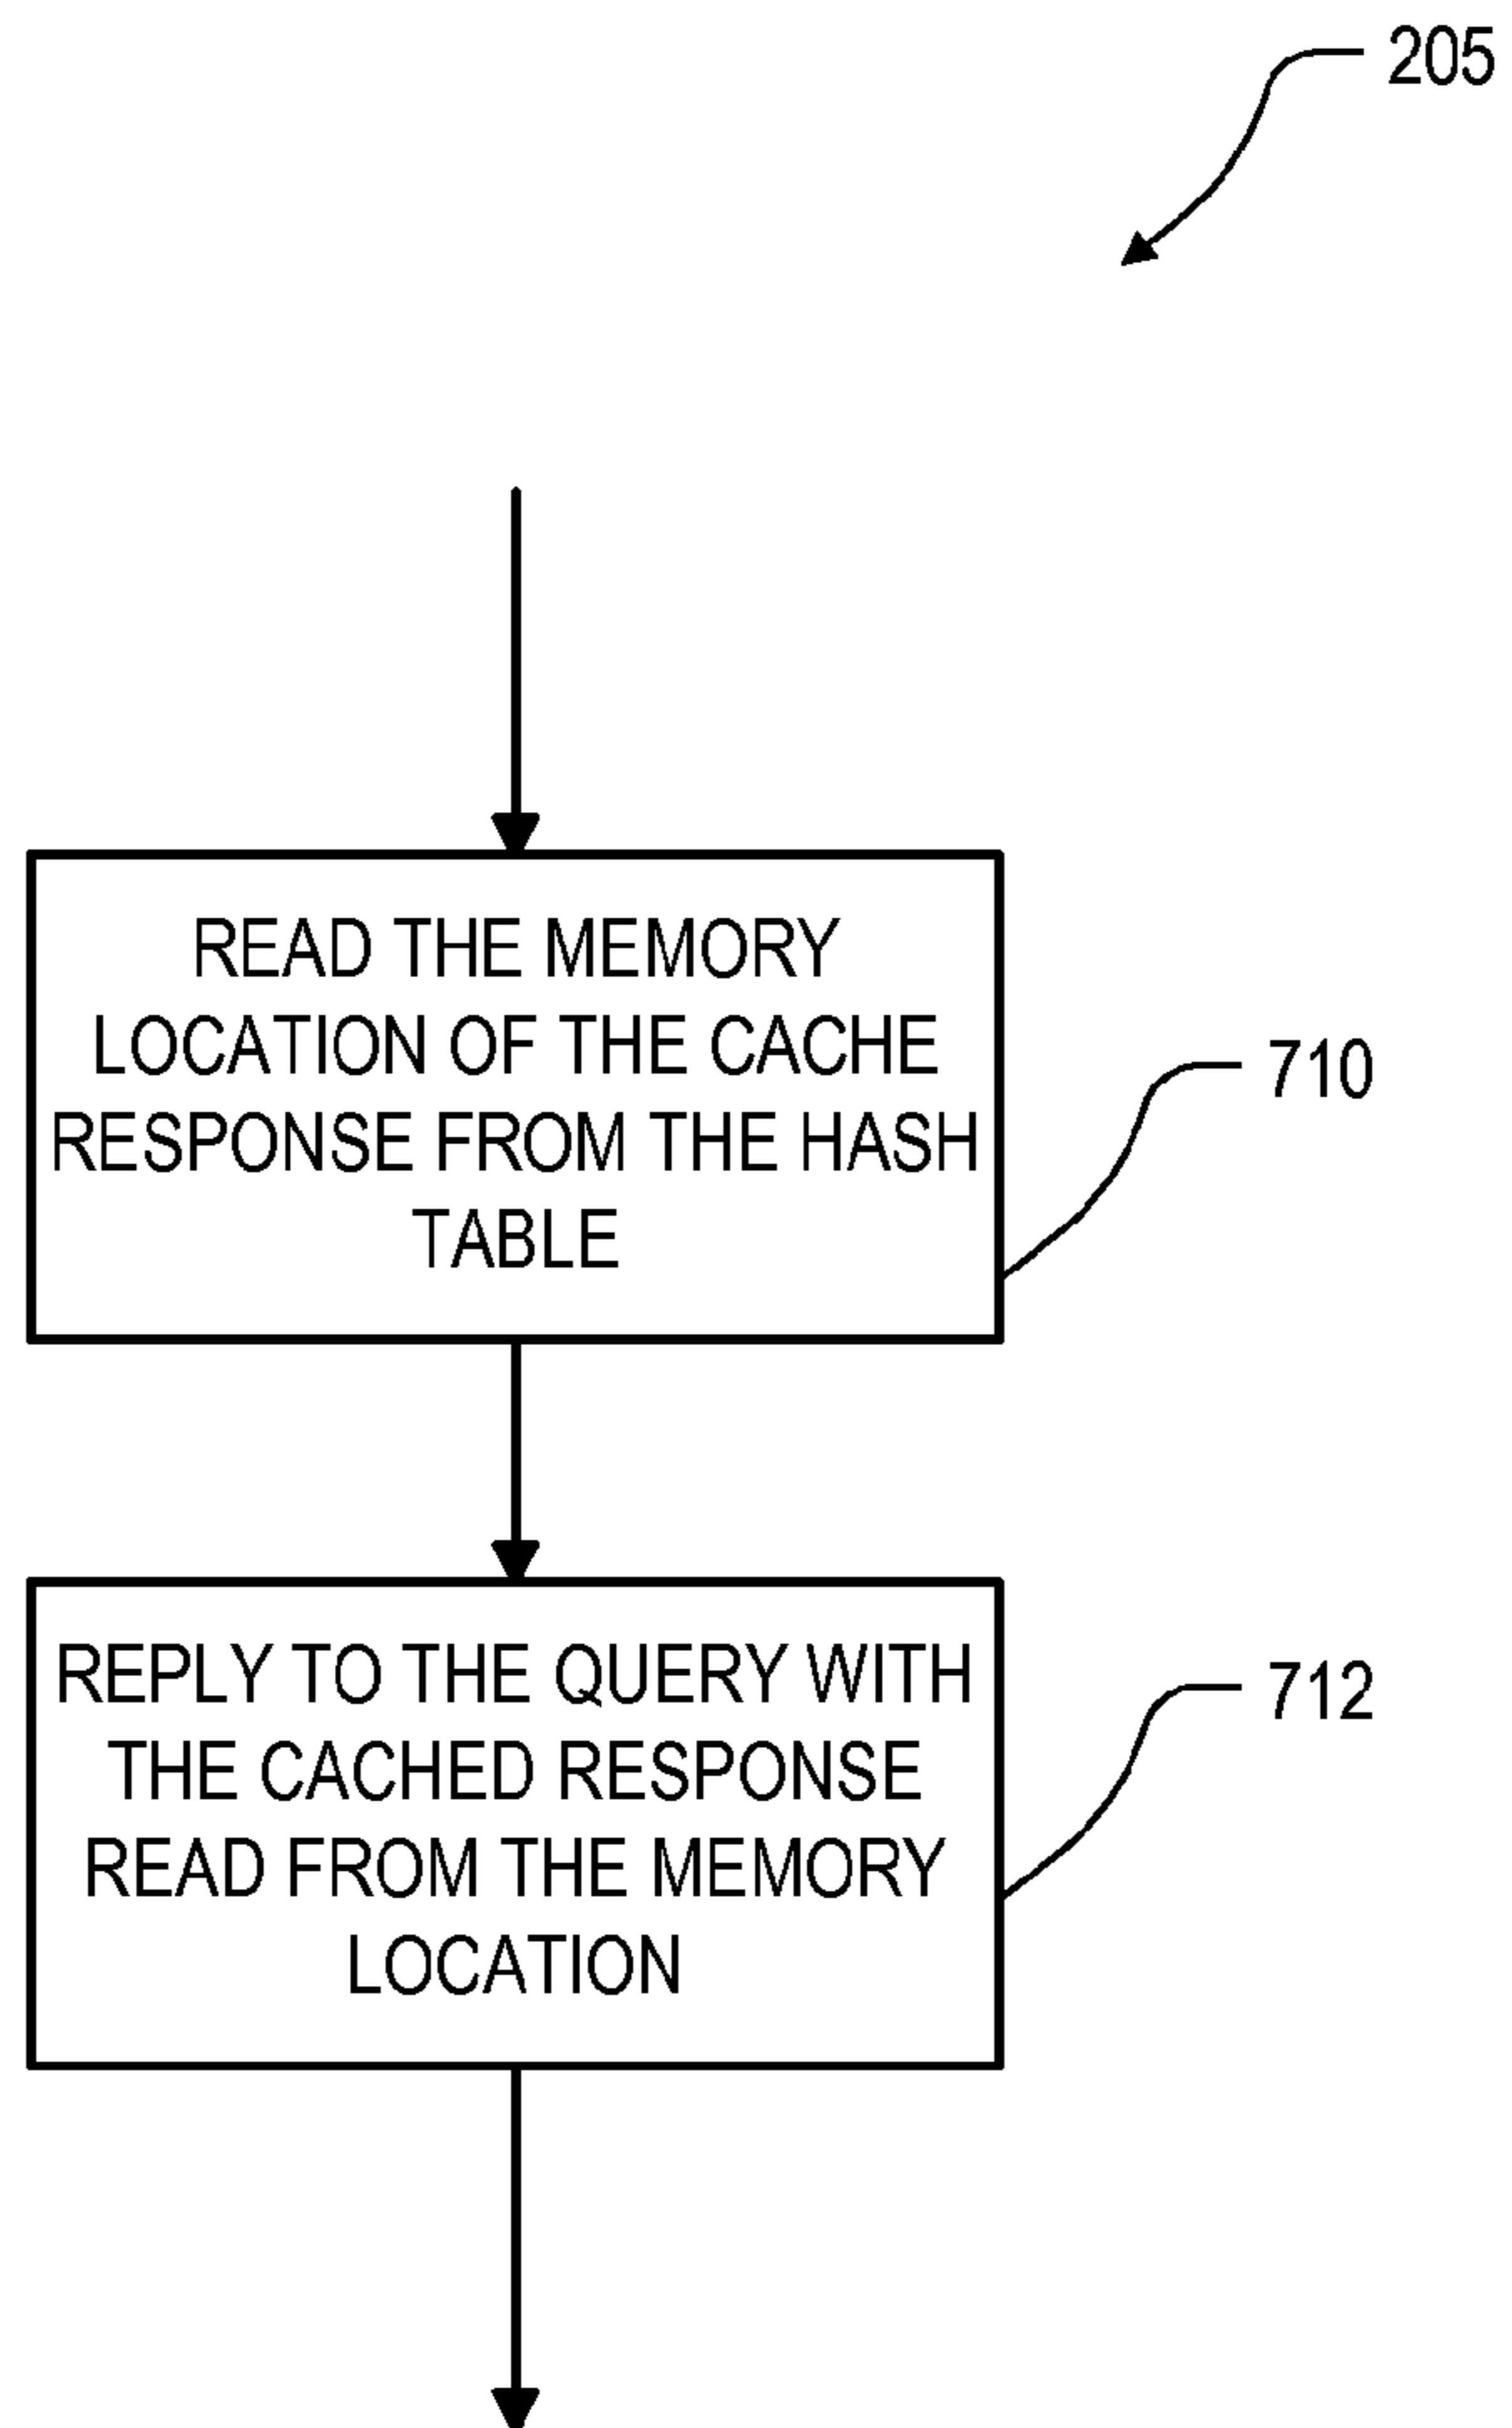 205
READ THE MEMORY
LOCATION OF THE CACHE
RESPONSE FROM THE HASH
TABLE
710
REPLY TO THE QUERY WITH
THE CACHED RESPONSE
READ FROM THE MEMORY
LOCATION
712